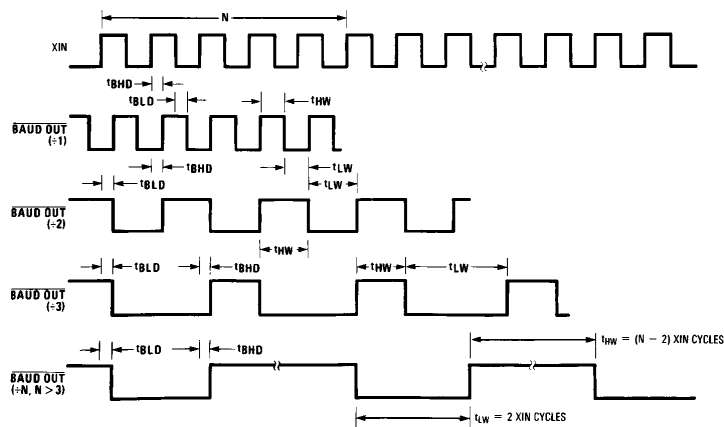 N
XIN
tBHD
tBLD
tHW
BAUD OUT
(÷1)
tBHD
tLW
tBLD
tLW
BAUD OUT
(÷2)
tHW
tBLD
tBHD
tHW
tLW
BAUD OUT
(÷3)
tHW = (N − 2) XIN CYCLES
tBLD
tBHD
BAUD OUT
(÷N, N > 3)
tLW = 2 XIN CYCLES